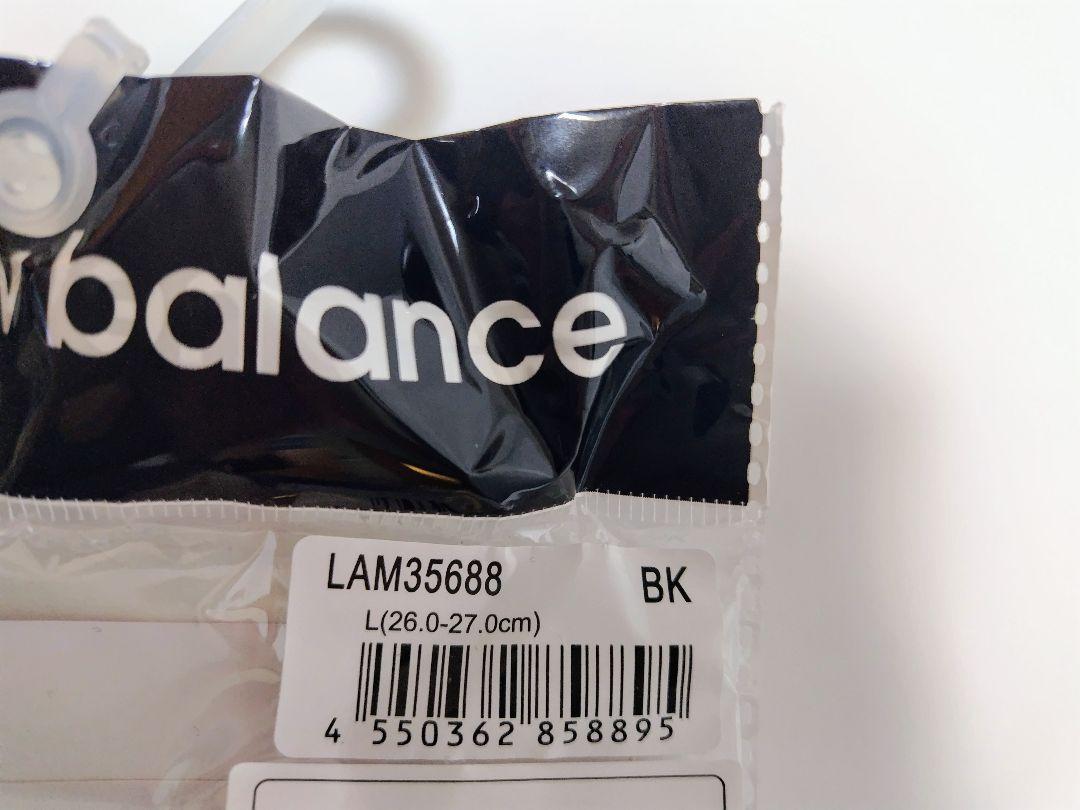 w balance
LAM35688 BK
L(26.0-27.0cm)
4 550362 858895